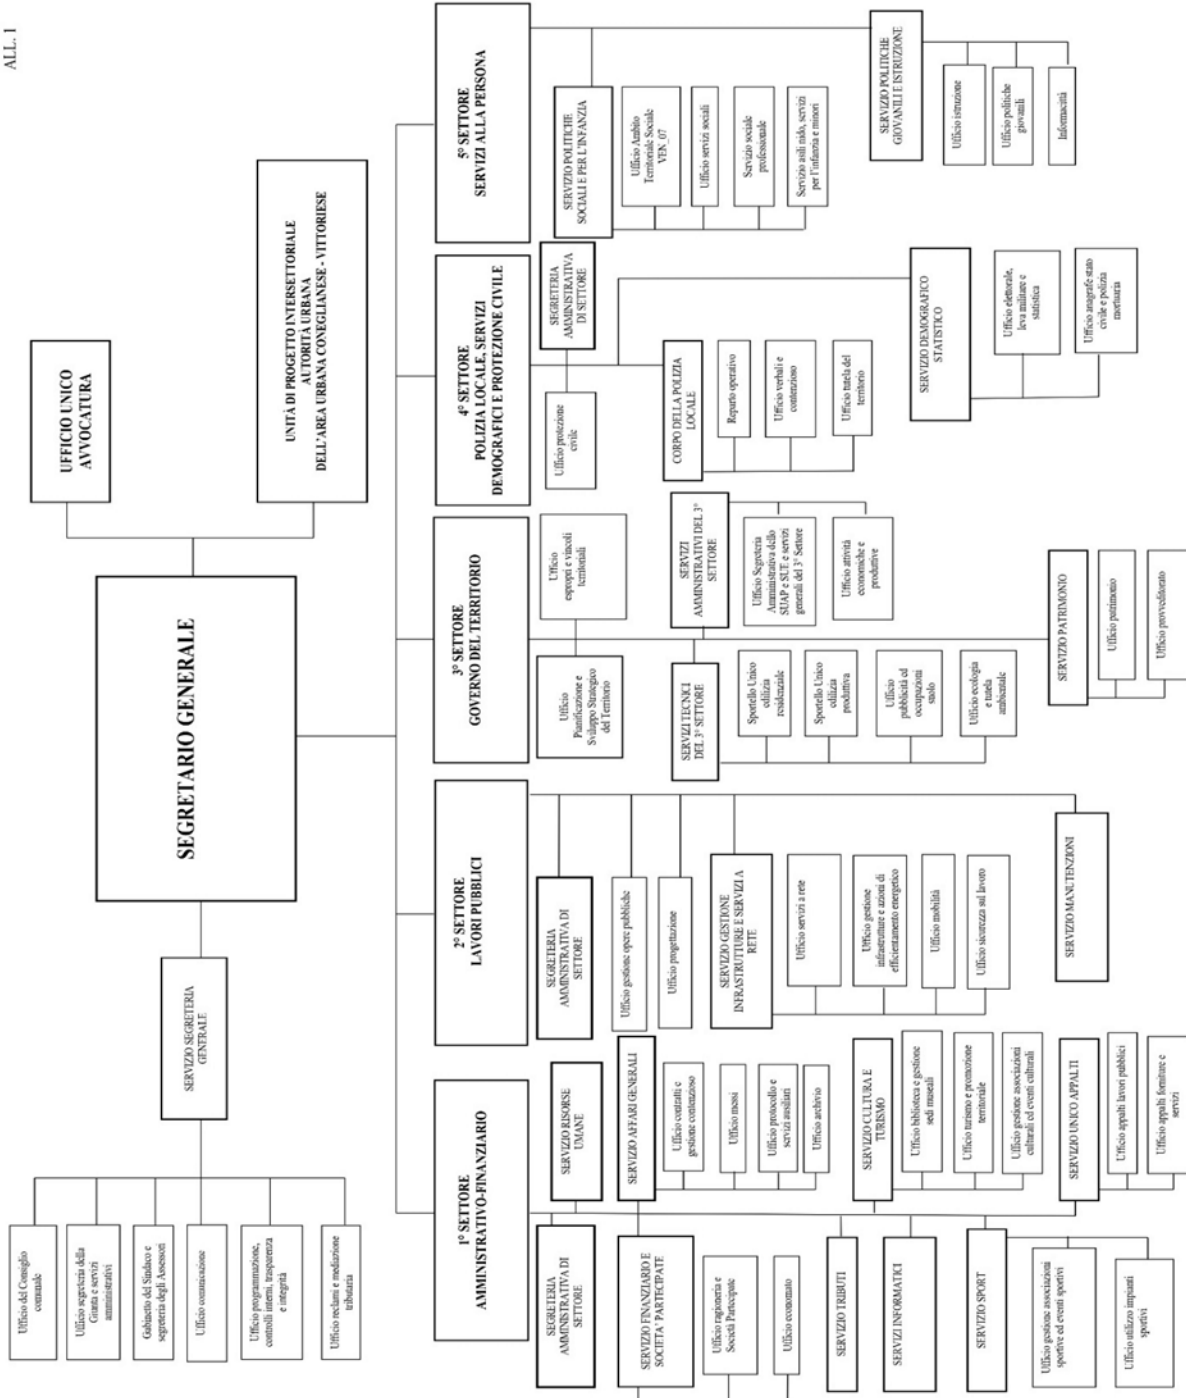 ALL. 1
UFFICIO UNICO
AVVOCATURA
UNITÀ DI PROGETTO INTERSETTORIALE
AUTORITÀ URBANA
DELL'AREA URBANA CONEGLIANESE - VITTORIESE
SEGRETARIO GENERALE
SERVIZIO SEGRETERIA
GENERALE
Ufficio del Consiglio
comunale
Ufficio segreteria della
Giunta e servizi
amministrativi
Gabinetto del Sindaco e
segreteria degli Assessori
Ufficio comunicazione
Ufficio programmazione,
controlli interni, trasparenza
e integrità
Ufficio reclami e mediazione
tributaria
1° SETTORE
AMMINISTRATIVO-FINANZIARIO
SEGRETERIA
AMMINISTRATIVA DI
SETTORE
SERVIZIO RISORSE
UMANE
SERVIZIO FINANZIARIO E
SOCIETA' PARTECIPATE
Ufficio ragioneria e
Società Partecipate
Ufficio economato
SERVIZIO AFFARI GENERALI
Ufficio contratti e
gestione contenzioso
Ufficio messi
Ufficio protocollo e
servizi ausiliari
Ufficio archivio
SERVIZIO TRIBUTI
SERVIZI INFORMATICI
SERVIZIO CULTURA E
TURISMO
Ufficio biblioteca e gestione
sedi museali
Ufficio turismo e promozione
territoriale
Ufficio gestione associazioni
culturali ed eventi culturali
SERVIZIO SPORT
Ufficio gestione associazioni
sportive ed eventi sportivi
Ufficio utilizzo impianti
sportivi
SERVIZIO UNICO APPALTI
Ufficio appalti lavori pubblici
Ufficio appalti forniture e
servizi
2° SETTORE
LAVORI PUBBLICI
SEGRETERIA
AMMINISTRATIVA DI
SETTORE
Ufficio gestione opere pubbliche
Ufficio progettazione
SERVIZIO GESTIONE
INFRASTRUTTURE E SERVIZI A
RETE
Ufficio servizi a rete
Ufficio gestione
infrastrutture e azioni di
efficientamento energetico
Ufficio mobilità
Ufficio sicurezza sul lavoro
SERVIZIO MANUTENZIONI
3° SETTORE
GOVERNO DEL TERRITORIO
Ufficio
Pianificazione e
Sviluppo Strategico
del Territorio
Ufficio
espropri e vincoli
territoriali
SERVIZI TECNICI
DEL 3° SETTORE
Sportello Unico
edilizia
residenziale
Sportello Unico
edilizia
produttiva
Ufficio
pubblicità ed
occupazioni
suolo
Ufficio ecologia
e tutela
ambientale
SERVIZI
AMMINISTRATIVI DEL 3°
SETTORE
Ufficio Segreteria
Amministrativa dello
SUAP e SUE e servizi
generali del 3° Settore
Ufficio attività
economiche e
produttive
SERVIZIO PATRIMONIO
Ufficio patrimonio
Ufficio provveditorato
4° SETTORE
POLIZIA LOCALE, SERVIZI
DEMOGRAFICI E PROTEZIONE CIVILE
Ufficio protezione
civile
SEGRETERIA
AMMINISTRATIVA
DI SETTORE
CORPO DELLA POLIZIA
LOCALE
Reparto operativo
Ufficio verbali e
contenzioso
Ufficio tutela del
territorio
SERVIZIO DEMOGRAFICO
STATISTICO
Ufficio elettorale,
leva militare e
statistica
Ufficio anagrafe stato
civile e polizia
mortuaria
5° SETTORE
SERVIZI ALLA PERSONA
SERVIZIO POLITICHE
SOCIALI E PER L'INFANZIA
Ufficio Ambito
Territoriale Sociale
VEN_07
Ufficio servizi sociali
Servizio sociale
professionale
Servizio asili nido, servizi
per l'infanzia e minori
SERVIZIO POLITICHE
GIOVANILI E ISTRUZIONE
Ufficio istruzione
Ufficio politiche
giovanili
Informacittà